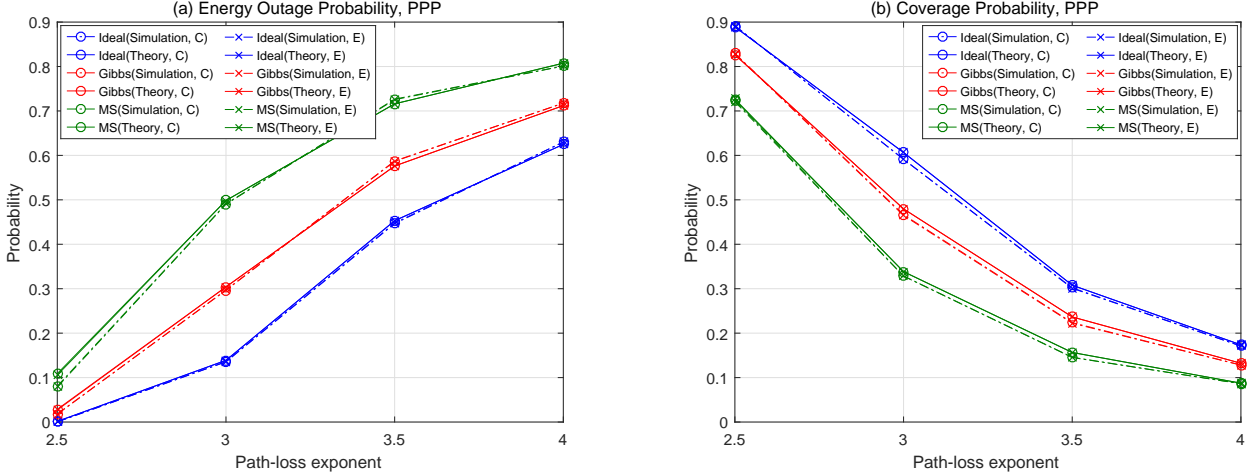 (a) Energy Outage Probability, PPP
0.9
0.8
0.7
0.6
0.5
0.4
0.3
0.2
0.1
0
Probability
Ideal(Simulation, C)
Ideal(Theory, C)
Gibbs(Simulation, C)
Gibbs(Theory, C)
MS(Simulation, C)
MS(Theory, C)
Ideal(Simulation, E)
Ideal(Theory, E)
Gibbs(Simulation, E)
Gibbs(Theory, E)
MS(Simulation, E)
MS(Theory, E)
2.5 3 3.5 4
Path-loss exponent
(b) Coverage Probability, PPP
0.9
0.8
0.7
0.6
0.5
0.4
0.3
0.2
0.1
0
Probability
Ideal(Simulation, C)
Ideal(Theory, C)
Gibbs(Simulation, C)
Gibbs(Theory, C)
MS(Simulation, C)
MS(Theory, C)
Ideal(Simulation, E)
Ideal(Theory, E)
Gibbs(Simulation, E)
Gibbs(Theory, E)
MS(Simulation, E)
MS(Theory, E)
2.5 3 3.5 4
Path-loss exponent